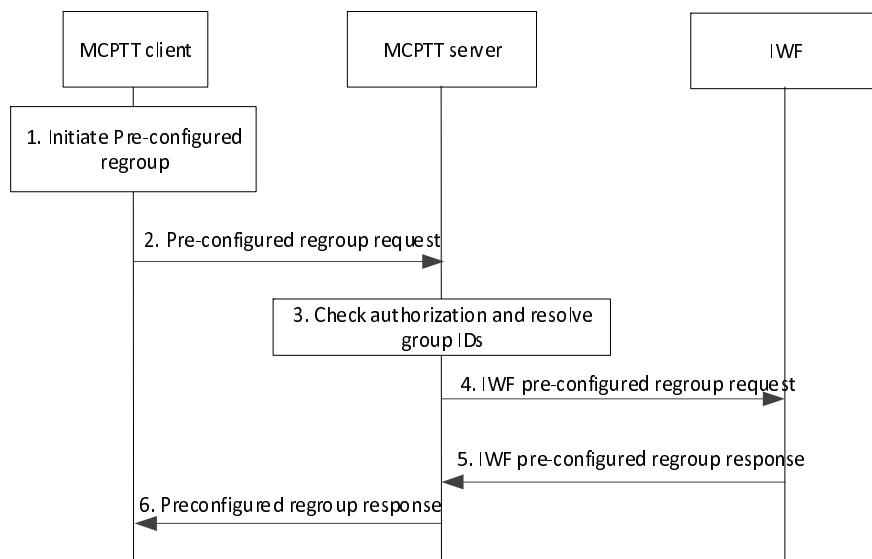 MCPTT client
MCPTT server
IWF
1. Initiate Pre-configured
regroup
2. Pre-configured regroup request
3. Check authorization and resolve
group IDs
4. IWF pre-configured regroup request
5. IWF pre-configured regroup response
6. Preconfigured regroup response